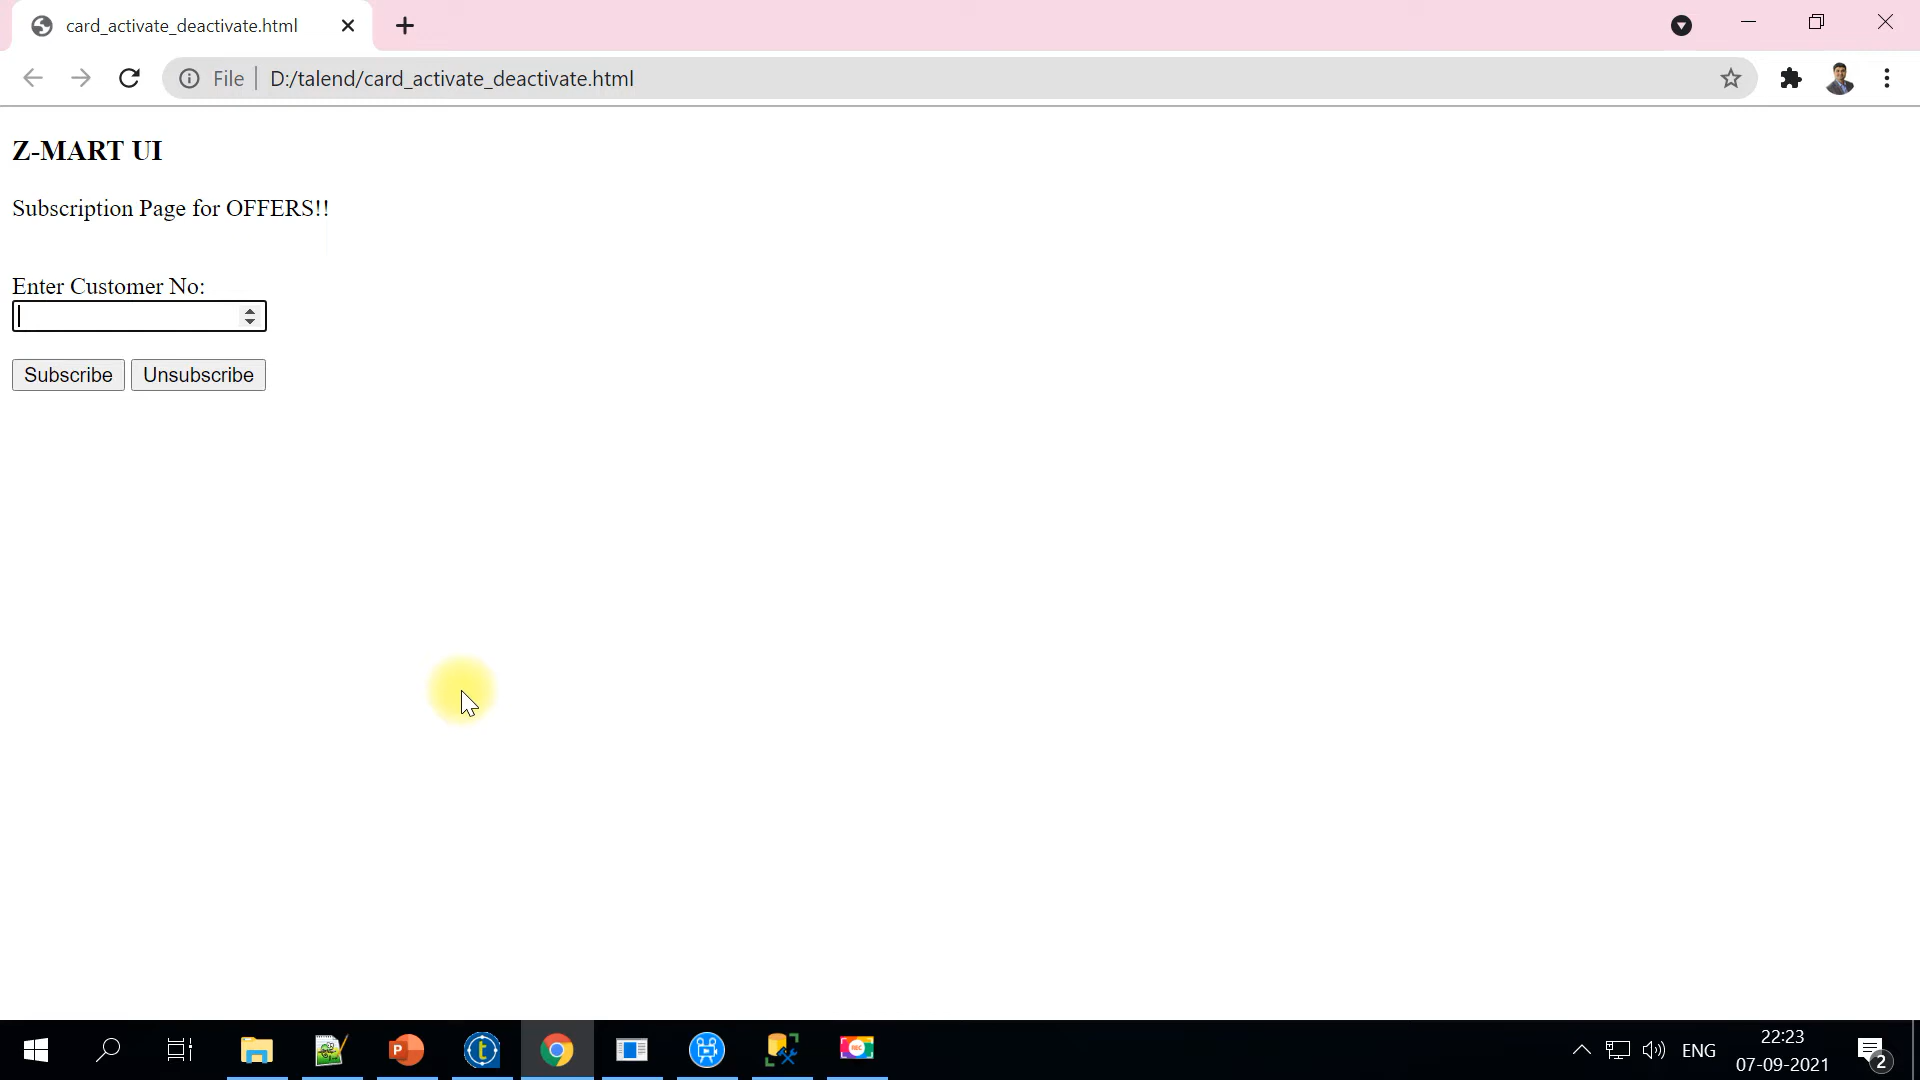 card_activate_deactivate.html
File
D:/talend/card_activate_deactivate.html
Z-MART UI
Subscription Page for OFFERS!!
Enter Customer No:
Subscribe Unsubscribe
ENG
22:23
07-09-2021
2